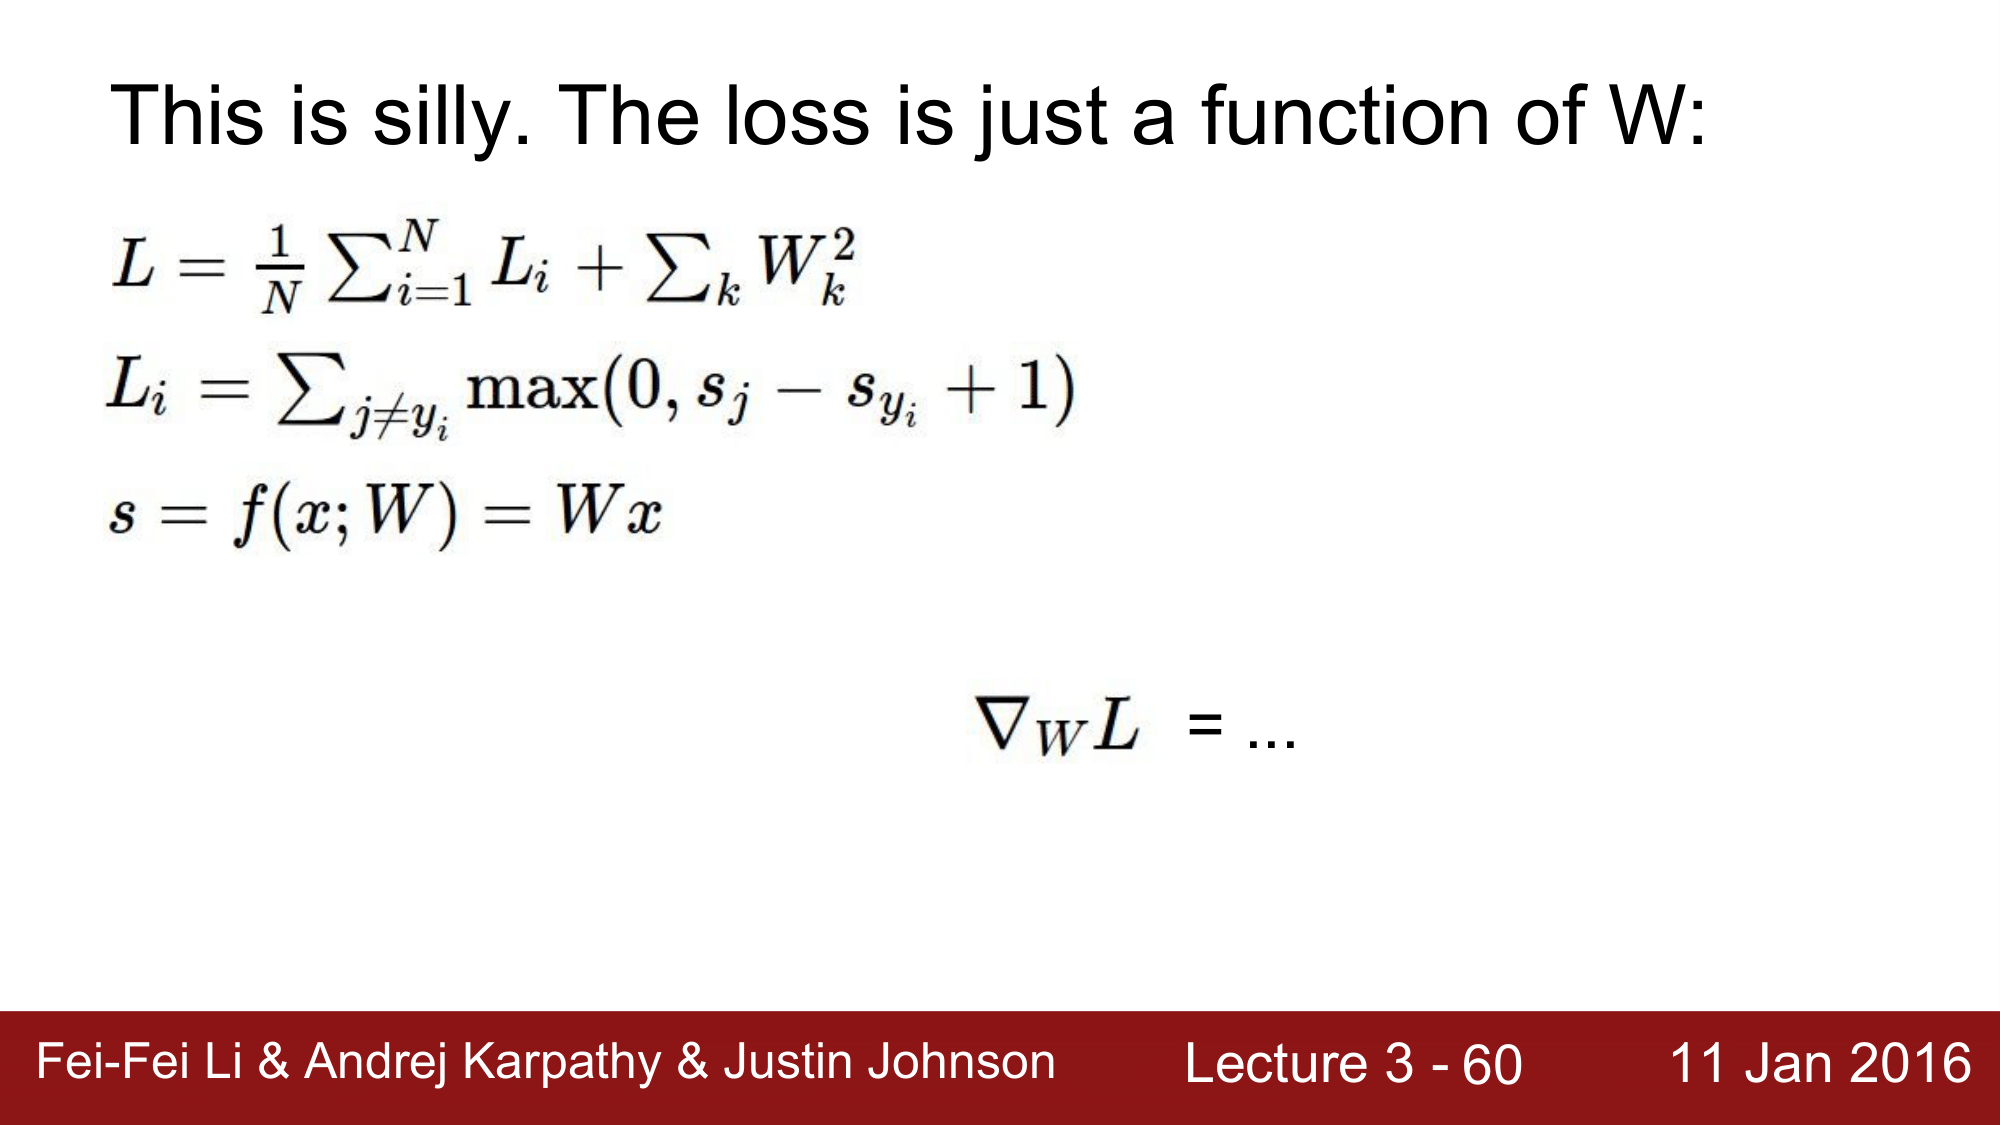 This is silly. The loss is just a function of W:
L = \frac{1}{N} \sum_{i=1}^{N} L_i + \sum_k W_k^2
L_i = \sum_{j \neq y_i} \max(0, s_j - s_{y_i} + 1)
s = f(x; W) = Wx
\nabla_W L = ...
Fei-Fei Li & Andrej Karpathy & Justin Johnson Lecture 3 - 60 11 Jan 2016